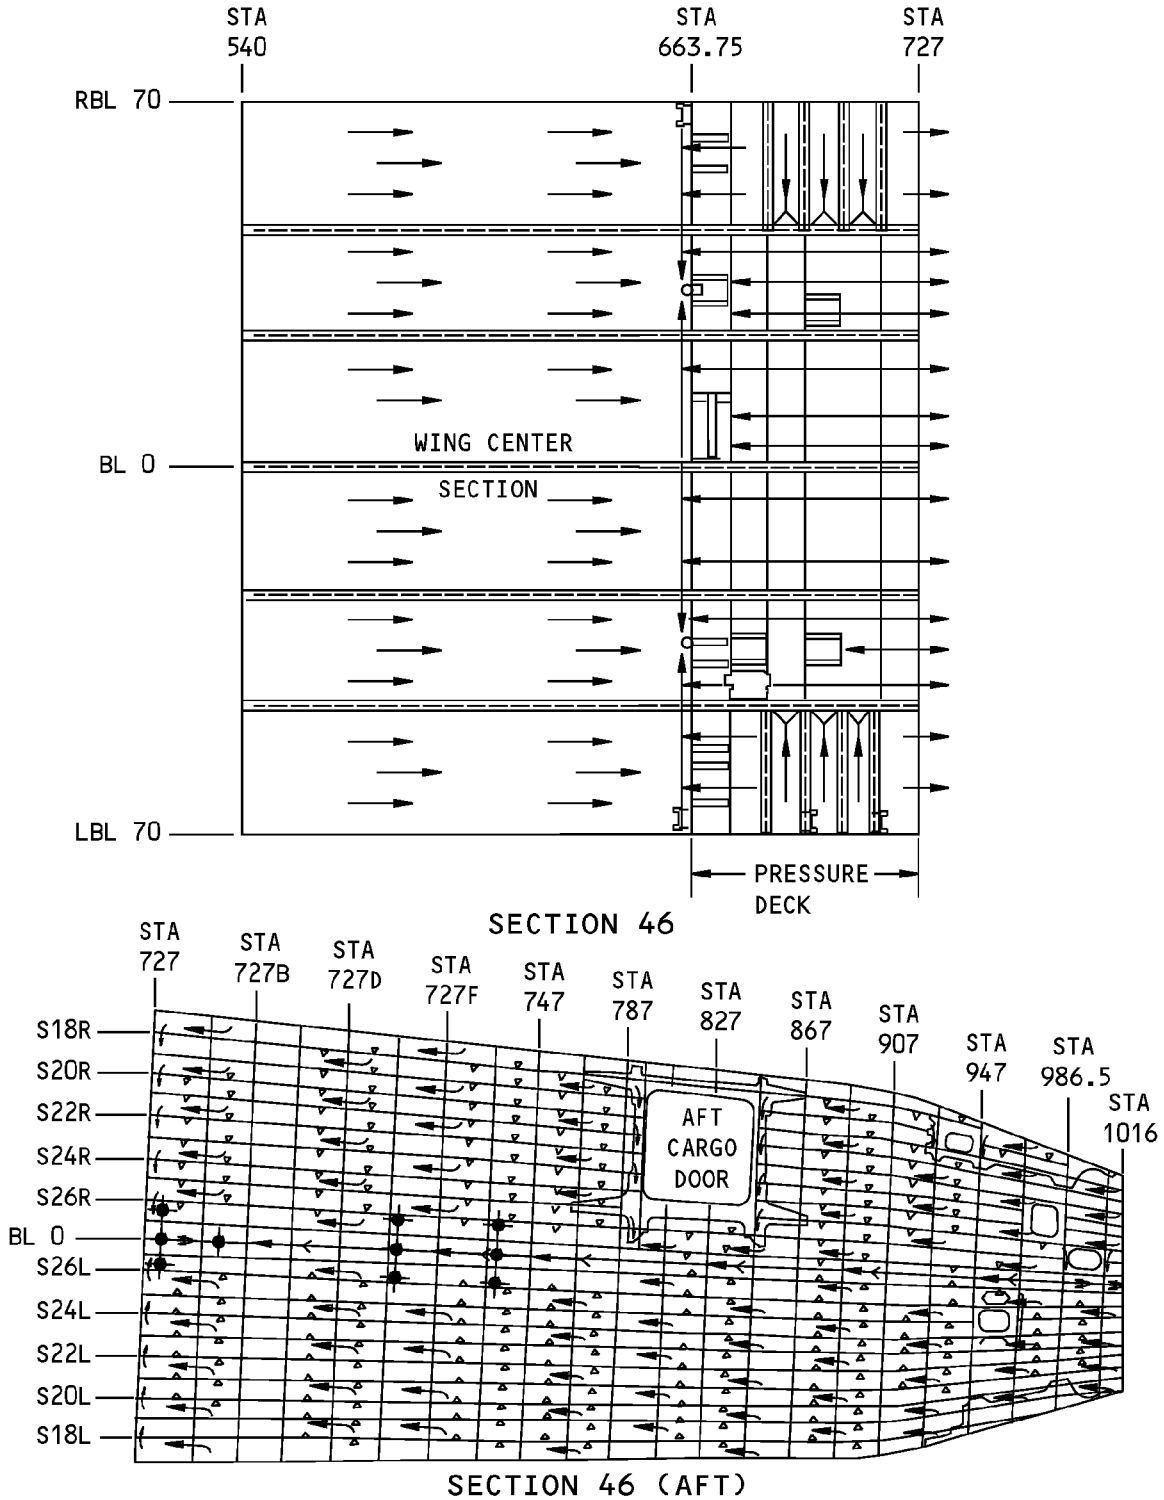 STA
540
STA
663.75
STA
727
RBL 70
WING CENTER
BL 0
SECTION
LBL 70
PRESSURE
DECK
SECTION 46
STA
727
STA
727B
STA
727D
STA
727F
STA
747
STA
787
STA
827
STA
867
STA
907
STA
947
STA
986.5
STA
1016
S18R
S20R
S22R
S24R
S26R
BL 0
S26L
S24L
S22L
S20L
S18L
AFT
CARGO
DOOR
SECTION 46 (AFT)